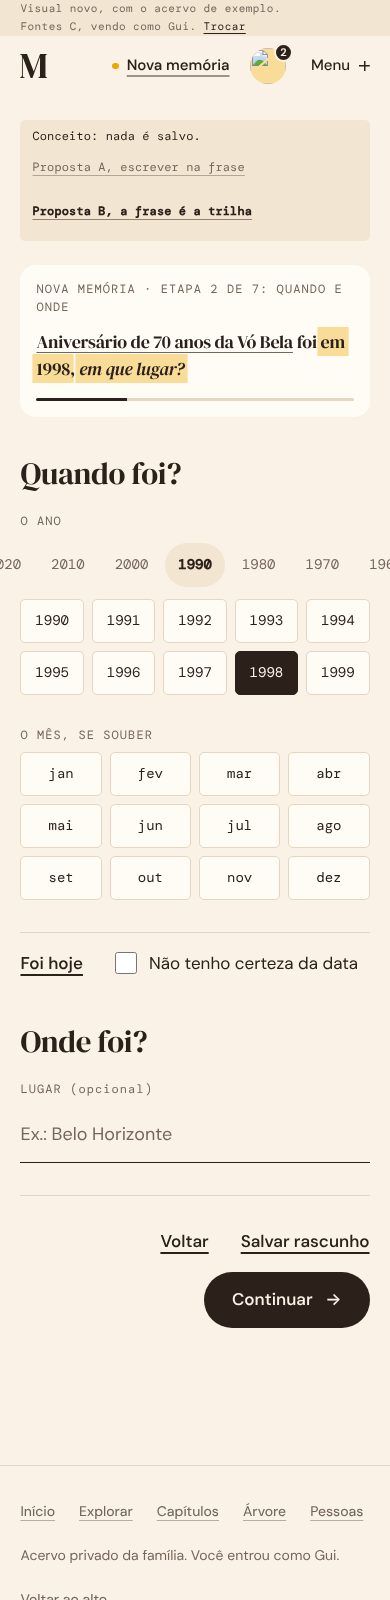 Visual novo, com o acervo de exemplo.
Fontes C, vendo como Gui. Trocar
M
Nova memória
2
Menu +
Conceito: nada é salvo.
Proposta A, escrever na frase
Proposta B, a frase é a trilha
NOVA MEMÓRIA · ETAPA 2 DE 7: QUANDO E
ONDE
Aniversário de 70 anos da Vó Bela foi em
1998, em que lugar?
Quando foi?
O ANO
020 2010 2000 1990 1980 1970 196
1990 1991 1992 1993 1994
1995 1996 1997 1998 1999
O MÊS, SE SOUBER
jan fev mar abr
mai jun jul ago
set out nov dez
Foi hoje Não tenho certeza da data
Onde foi?
LUGAR (opcional)
Ex.: Belo Horizonte
Voltar Salvar rascunho
Continuar →
Início Explorar Capítulos Árvore Pessoas
Acervo privado da família. Você entrou como Gui.
Voltar ao alto